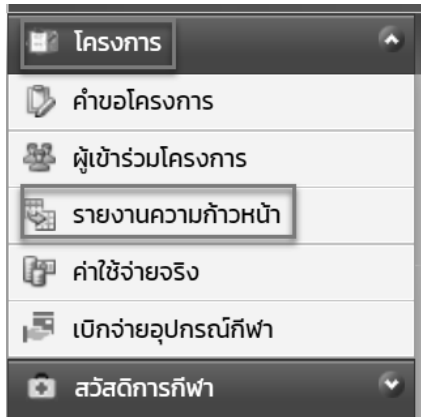 โครงการ
คำขอโครงการ
ผู้เข้าร่วมโครงการ
รายงานความก้าวหน้า
ค่าใช้จ่ายจริง
เบิกจ่ายอุปกรณ์กีฬา
สวัสดิการกีฬา